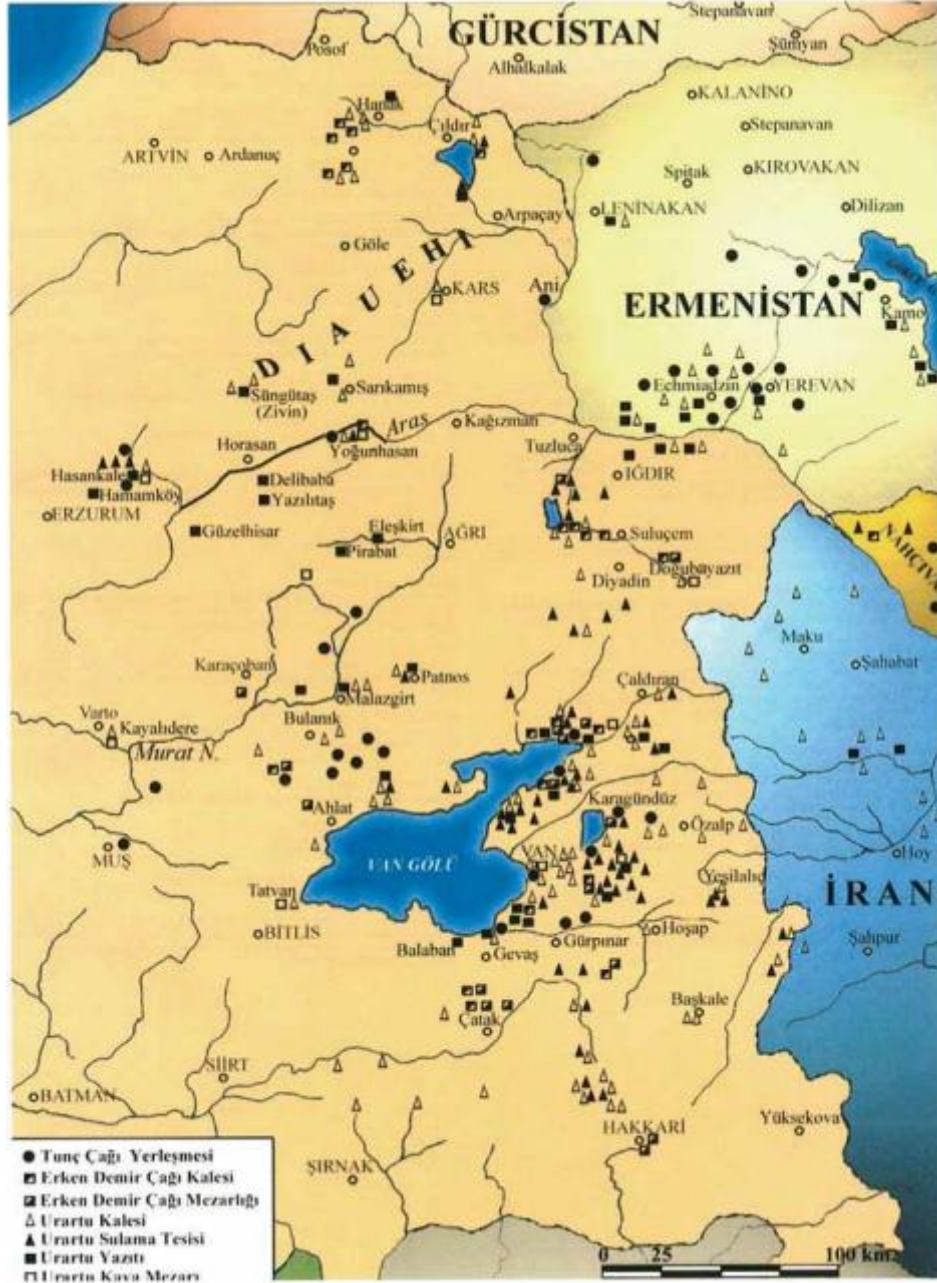 Stepanavan
GÜRCİSTAN
Posof
Şümyan
Alhalkalak
KALANİNO
Hanak
Çıldır
Stepanavan
ARTVİN
Ardanuç
Spitak
KIROVAKAN
LENİNAKAN
Dilizan
Arpaçay
Göle
DIAUEHI
KARS
Ani
ERMENİSTAN
Kamo
Sarıkamış
Echmiadzin
YEREVAN
Süngütaş
(Zivin)
Aras
Kağızman
Horasan
Yoğunhasan
Tuzluca
Hasankale
Delibaba
IĞDIR
Hamamköy
Yazılıtaş
ERZURUM
Güzelhisar
Eleşkirt
AĞRI
Suluçem
Pirabat
Doğubayazıt
Diyadin
Maku
Şahabat
Karaçoban
Patnos
Malazgirt
Çaldıran
Varto
Kayalıdere
Bulanık
Murat N.
Ahlat
Karagündüz
Özalp
MUŞ
VAN GÖLÜ
VAN
Hoy
Tatvan
İRAN
BİTLİS
Balaban
Gevaş
Gürpınar
Hoşap
Şahpur
Başkale
Çatak
SİİRT
BATMAN
HAKKARİ
Yüksekova
ŞIRNAK
Tunç Çağı Yerleşmesi
Erken Demir Çağı Kalesi
Erken Demir Çağı Mezarlığı
Urartu Kalesi
Urartu Sulama Tesisi
Urartu Yazıtı
Urartu Kaya Mezarı
0 25 100 km.